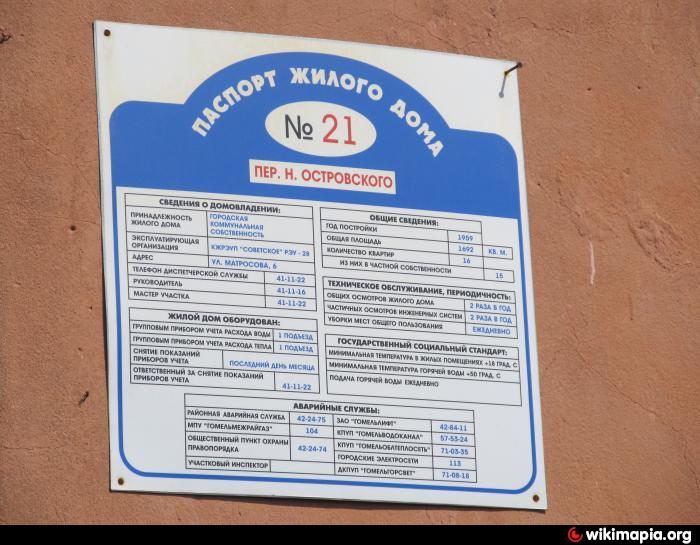 ПАСПОРТ ЖИЛОГО ДОМА
№ 21
ПЕР. Н. ОСТРОВСКОГО
СВЕДЕНИЯ О ДОМОВЛАДЕНИИ:
ПРИНАДЛЕЖНОСТЬ ЖИЛОГО ДОМА ГОРОДСКАЯ КОММУНАЛЬНАЯ СОБСТВЕННОСТЬ
ЭКСПЛУАТИРУЮЩАЯ ОРГАНИЗАЦИЯ КЖРЭУП "СОВЕТСКОЕ" РЭУ - 28
АДРЕС УЛ. МАТРОСОВА, 6
ТЕЛЕФОН ДИСПЕТЧЕРСКОЙ СЛУЖБЫ 41-11-22
РУКОВОДИТЕЛЬ 41-11-16
МАСТЕР УЧАСТКА 41-11-22
ЖИЛОЙ ДОМ ОБОРУДОВАН:
ГРУППОВЫМ ПРИБОРОМ УЧЕТА РАСХОДА ВОДЫ 1 ПОДЪЕЗД
ГРУППОВЫМ ПРИБОРОМ УЧЕТА РАСХОДА ТЕПЛА 1 ПОДЪЕЗД
СНЯТИЕ ПОКАЗАНИЙ ПРИБОРОВ УЧЕТА ПОСЛЕДНИЙ ДЕНЬ МЕСЯЦА
ОТВЕТСТВЕННЫЙ ЗА СНЯТИЕ ПОКАЗАНИЙ ПРИБОРОВ УЧЕТА 41-11-22
ОБЩИЕ СВЕДЕНИЯ:
ГОД ПОСТРОЙКИ 1959
ОБЩАЯ ПЛОЩАДЬ 1692 КВ. М.
КОЛИЧЕСТВО КВАРТИР 16
ИЗ НИХ В ЧАСТНОЙ СОБСТВЕННОСТИ 15
ТЕХНИЧЕСКОЕ ОБСЛУЖИВАНИЕ, ПЕРИОДИЧНОСТЬ:
ОБЩИХ ОСМОТРОВ ЖИЛОГО ДОМА 2 РАЗА В ГОД
ЧАСТИЧНЫХ ОСМОТРОВ ИНЖЕНЕРНЫХ СИСТЕМ 2 РАЗА В ГОД
УБОРКИ МЕСТ ОБЩЕГО ПОЛЬЗОВАНИЯ ЕЖЕДНЕВНО
ГОСУДАРСТВЕННЫЙ СОЦИАЛЬНЫЙ СТАНДАРТ:
МИНИМАЛЬНАЯ ТЕМПЕРАТУРА В ЖИЛЫХ ПОМЕЩЕНИЯХ +18 ГРАД. С
МИНИМАЛЬНАЯ ТЕМПЕРАТУРА ГОРЯЧЕЙ ВОДЫ +50 ГРАД. С
ПОДАЧА ГОРЯЧЕЙ ВОДЫ ЕЖЕДНЕВНО
АВАРИЙНЫЕ СЛУЖБЫ:
РАЙОННАЯ АВАРИЙНАЯ СЛУЖБА 42-24-75 ЗАО "ГОМЕЛЬЛИФТ" 42-84-11
МПУ "ГОМЕЛЬМЕЖРАЙГАЗ" 104 КПУП "ГОМЕЛЬВОДОКАНАЛ" 57-53-24
ОБЩЕСТВЕННЫЙ ПУНКТ ОХРАНЫ ПРАВОПОРЯДКА 42-24-74 КПУП "ГОМЕЛЬОБЛТЕПЛОСЕТЬ" 71-03-35
ГОРОДСКИЕ ЭЛЕКТРОСЕТИ 113
УЧАСТКОВЫЙ ИНСПЕКТОР ДКПУП "ГОМЕЛЬГОРСВЕТ" 71-08-18
wikimapia.org